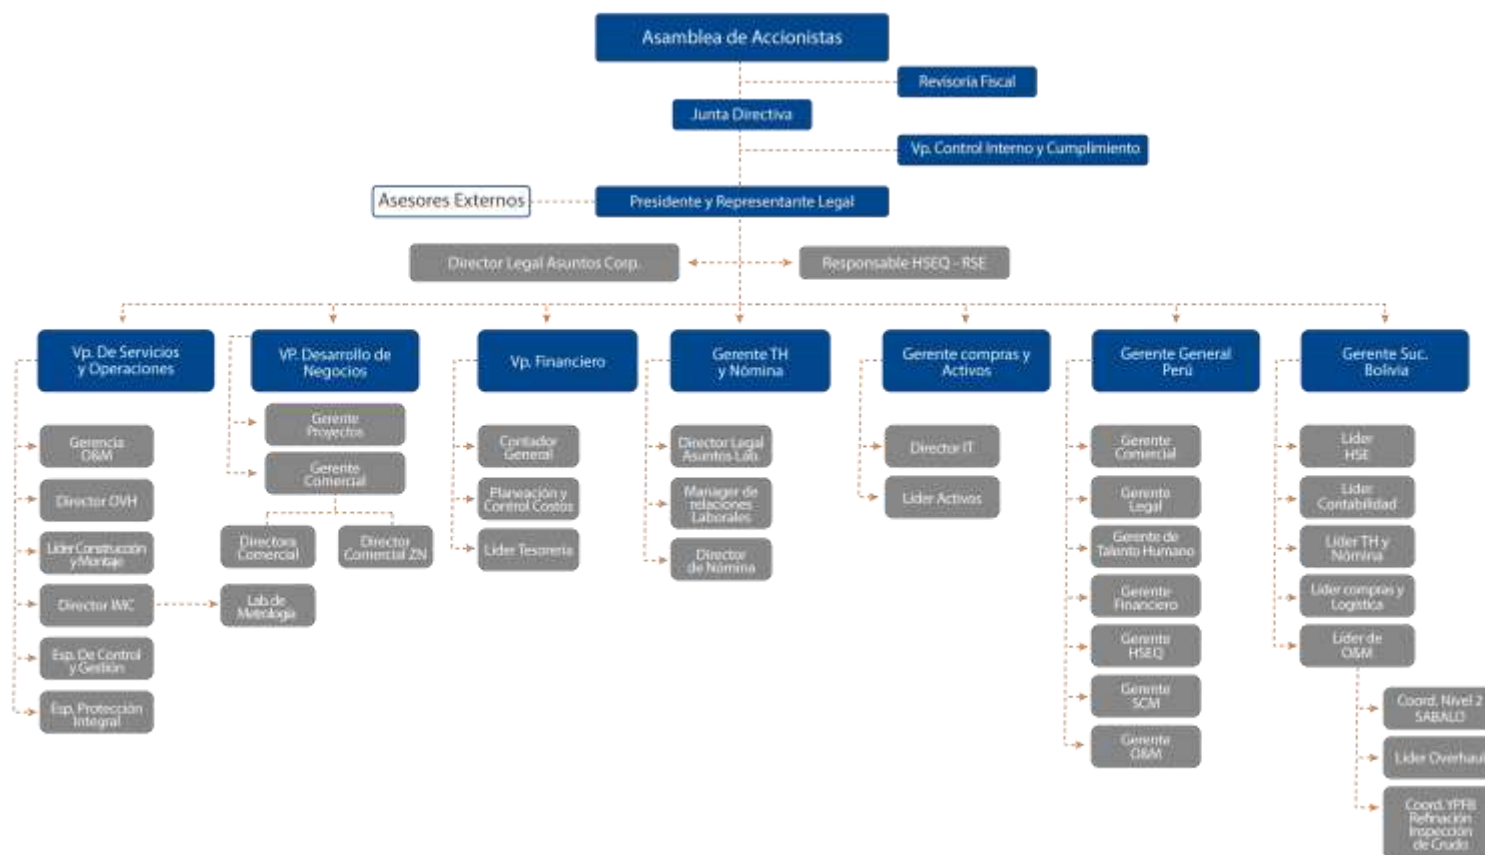 Asamblea de Accionistas
Revisoría Fiscal
Junta Directiva
Vp. Control Interno y Cumplimiento
Asesores Externos
Presidente y Representante Legal
Director Legal Asuntos Corp.
Responsable HSEQ - RSE
Vp. De Servicios
y Operaciones
VP. Desarrollo de
Negocios
Vp. Financiero
Gerente TH
y Nómina
Gerente compras y
Activos
Gerente General
Perú
Gerente Suc.
Bolivia
Gerencia
O&M
Director OVH
Líder Construcción
y Montaje
Director IMC
Lab. de
Metrología
Esp. De Control
y Gestión
Esp. Protección
Integral
Gerente
Proyectos
Gerente
Comercial
Directora
Comercial
Director
Comercial ZN
Contador
General
Planeación y
Control Costos
Líder Tesorería
Director Legal
Asuntos Lab.
Manager de
relaciones
Laborales
Director
de Nómina
Director IT
Líder Activos
Gerente
Comercial
Gerente
Legal
Gerente de
Talento Humano
Gerente
Financiero
Gerente
HSEQ
Gerente
SCM
Gerente
O&M
Líder
HSE
Líder
Contabilidad
Líder TH y
Nómina
Líder compras y
Logística
Líder de
O&M
Coord. Nivel 2
SABALO
Líder Overhaul
Coord. YPFB
Refinación
Inspección
de Crudo